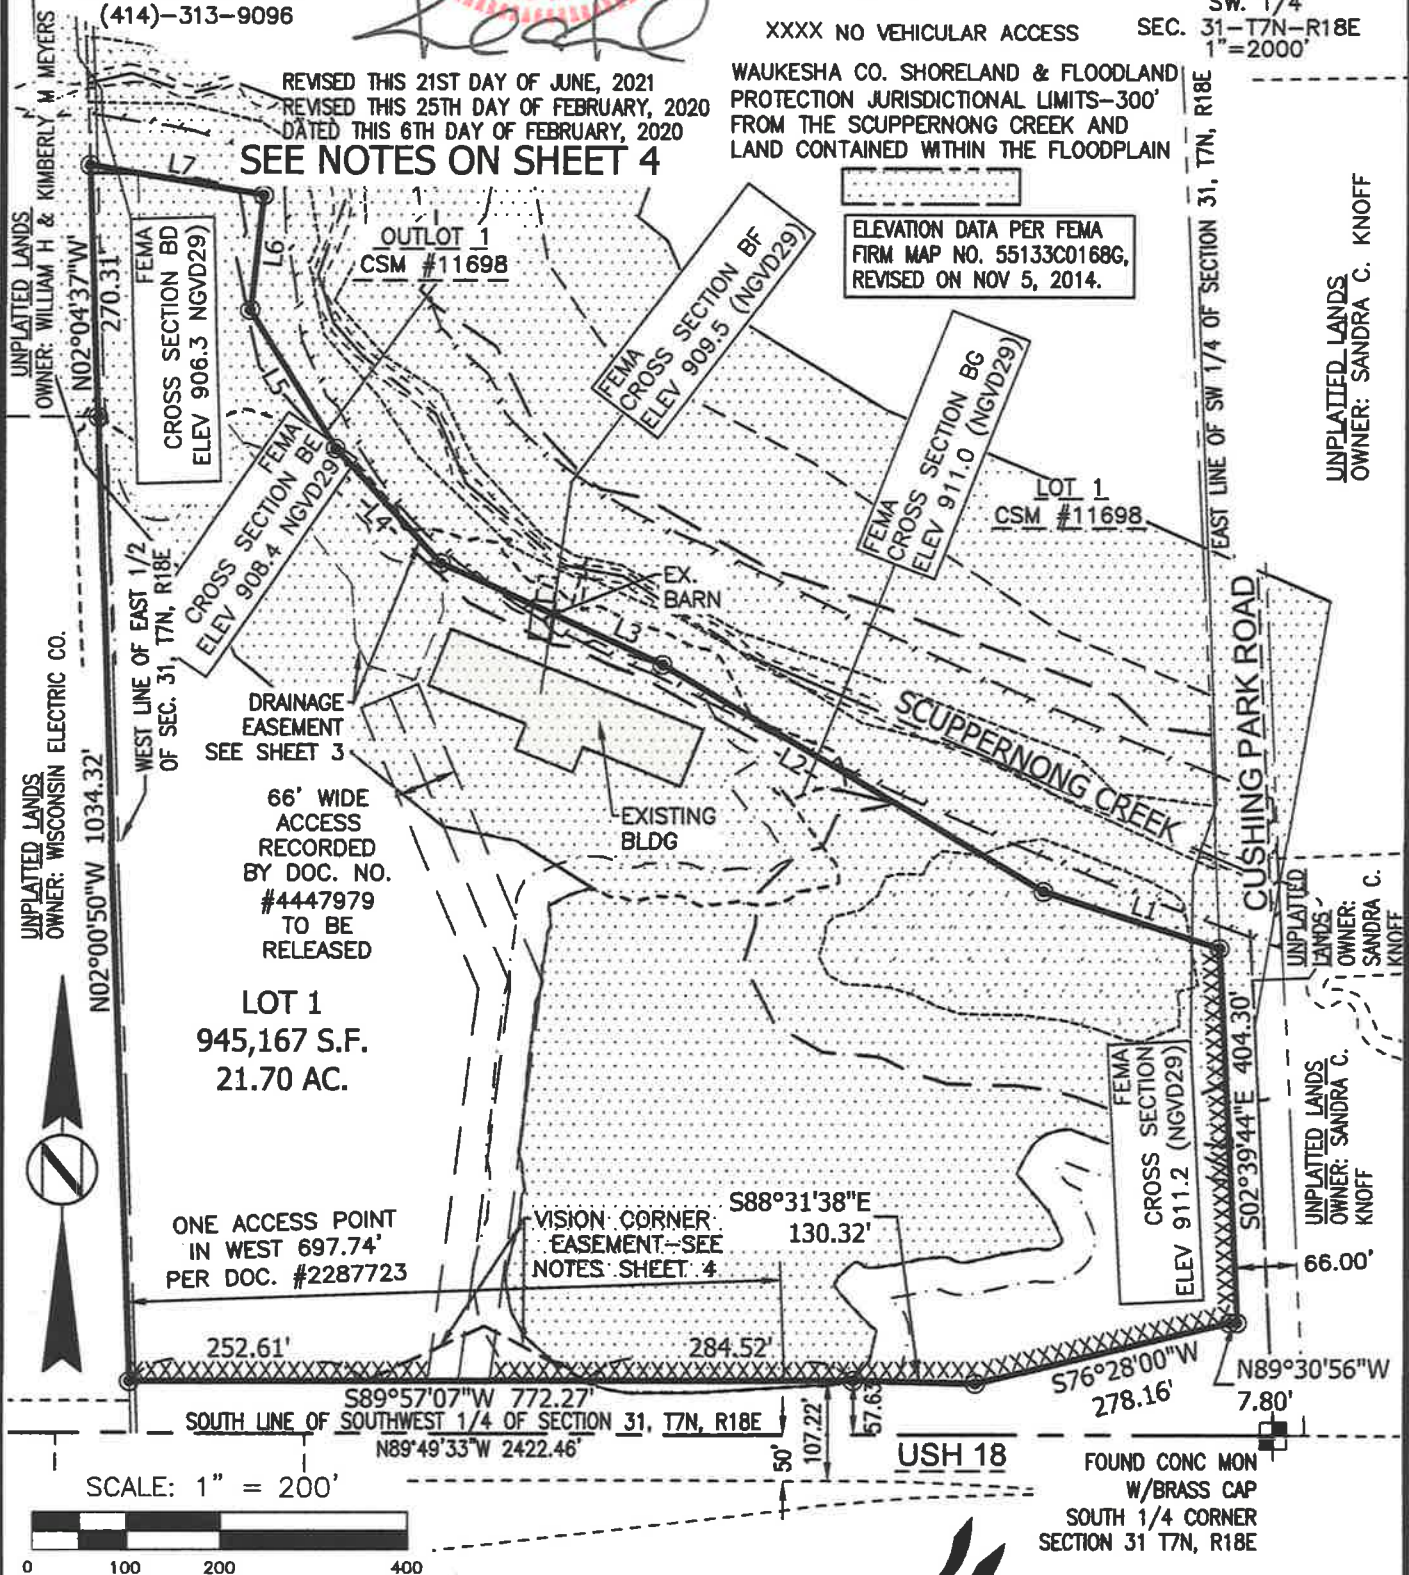 (414)-313-9096
XXXX NO VEHICULAR ACCESS
SW. 1/4
SEC. 31-T7N-R18E
1"=2000'
REVISED THIS 21ST DAY OF JUNE, 2021
REVISED THIS 25TH DAY OF FEBRUARY, 2020
DATED THIS 6TH DAY OF FEBRUARY, 2020
SEE NOTES ON SHEET 4
WAUKESHA CO. SHORELAND & FLOODLAND
PROTECTION JURISDICTIONAL LIMITS-300'
FROM THE SCUPPERNONG CREEK AND
LAND CONTAINED WITHIN THE FLOODPLAIN
ELEVATION DATA PER FEMA
FIRM MAP NO. 55133C0168G,
REVISED ON NOV 5, 2014.
UNPLATTED LANDS
OWNER: WILLIAM H & KIMBERLY M MEYERS
N02°04'37"W
270.31'
L7
L6
L5
L4
L3
L2
L1
FEMA
CROSS SECTION BD
ELEV 906.3 NGVD29)
OUTLOT 1
CSM #11698
FEMA
CROSS SECTION BF
ELEV 909.5 (NGVD29)
FEMA
CROSS SECTION BG
ELEV 911.0 (NGVD29)
FEMA
CROSS SECTION BE
ELEV 908.4 NGVD29
LOT 1
CSM #11698
EAST LINE OF SW 1/4 OF SECTION 31, T7N, R18E
UNPLATTED LANDS
OWNER: SANDRA C. KNOFF
EX.
BARN
WEST LINE OF EAST 1/2
OF SEC. 31, T7N, R18E
UNPLATTED LANDS
OWNER: WISCONSIN ELECTRIC CO.
N02°00'50"W 1034.32'
DRAINAGE
EASEMENT
SEE SHEET 3
SCUPPERNONG CREEK
CUSHING PARK ROAD
66' WIDE
ACCESS
RECORDED
BY DOC. NO.
#4447979
TO BE
RELEASED
EXISTING
BLDG
UNPLATTED
LANDS
OWNER:
SANDRA C.
KNOFF
LOT 1
945,167 S.F.
21.70 AC.
S02°39'44"E 404.30'
FEMA
CROSS SECTION
ELEV 911.2 (NGVD29)
UNPLATTED LANDS
OWNER: SANDRA C.
KNOFF
66.00'
ONE ACCESS POINT
IN WEST 697.74'
PER DOC. #2287723
VISION CORNER
EASEMENT-SEE
NOTES SHEET 4
S88°31'38"E
130.32'
252.61'
284.52'
S89°57'07"W 772.27'
S76°28'00"W
278.16'
N89°30'56"W
7.80'
SOUTH LINE OF SOUTHWEST 1/4 OF SECTION 31, T7N, R18E
N89°49'33"W 2422.46'
50'
107.22'
57.63
USH 18
FOUND CONC MON
W/BRASS CAP
SOUTH 1/4 CORNER
SECTION 31 T7N, R18E
SCALE: 1" = 200'
0 100 200 400